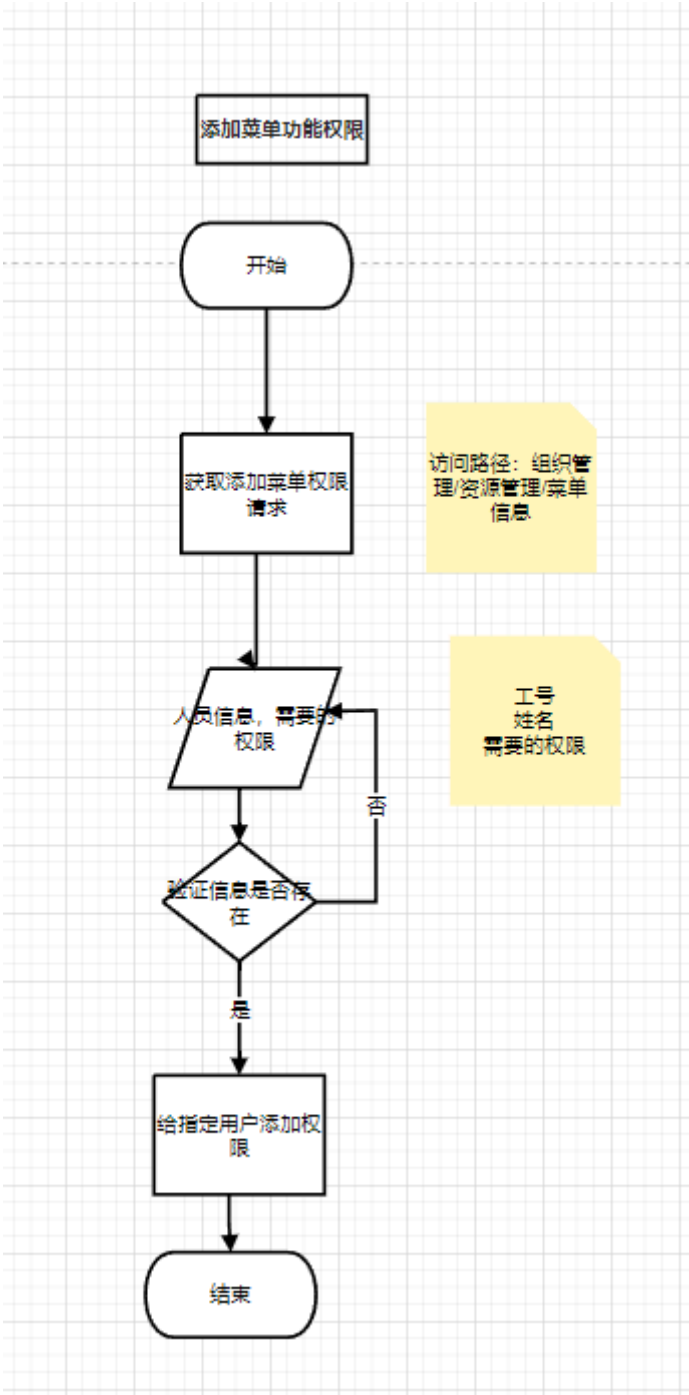 添加菜单功能权限
开始
获取添加菜单权限
请求
访问路径：组织管
理/资源管理/菜单
信息
人员信息，需要的
权限
工号
姓名
需要的权限
否
验证信息是否存
在
是
给指定用户添加权
限
结束